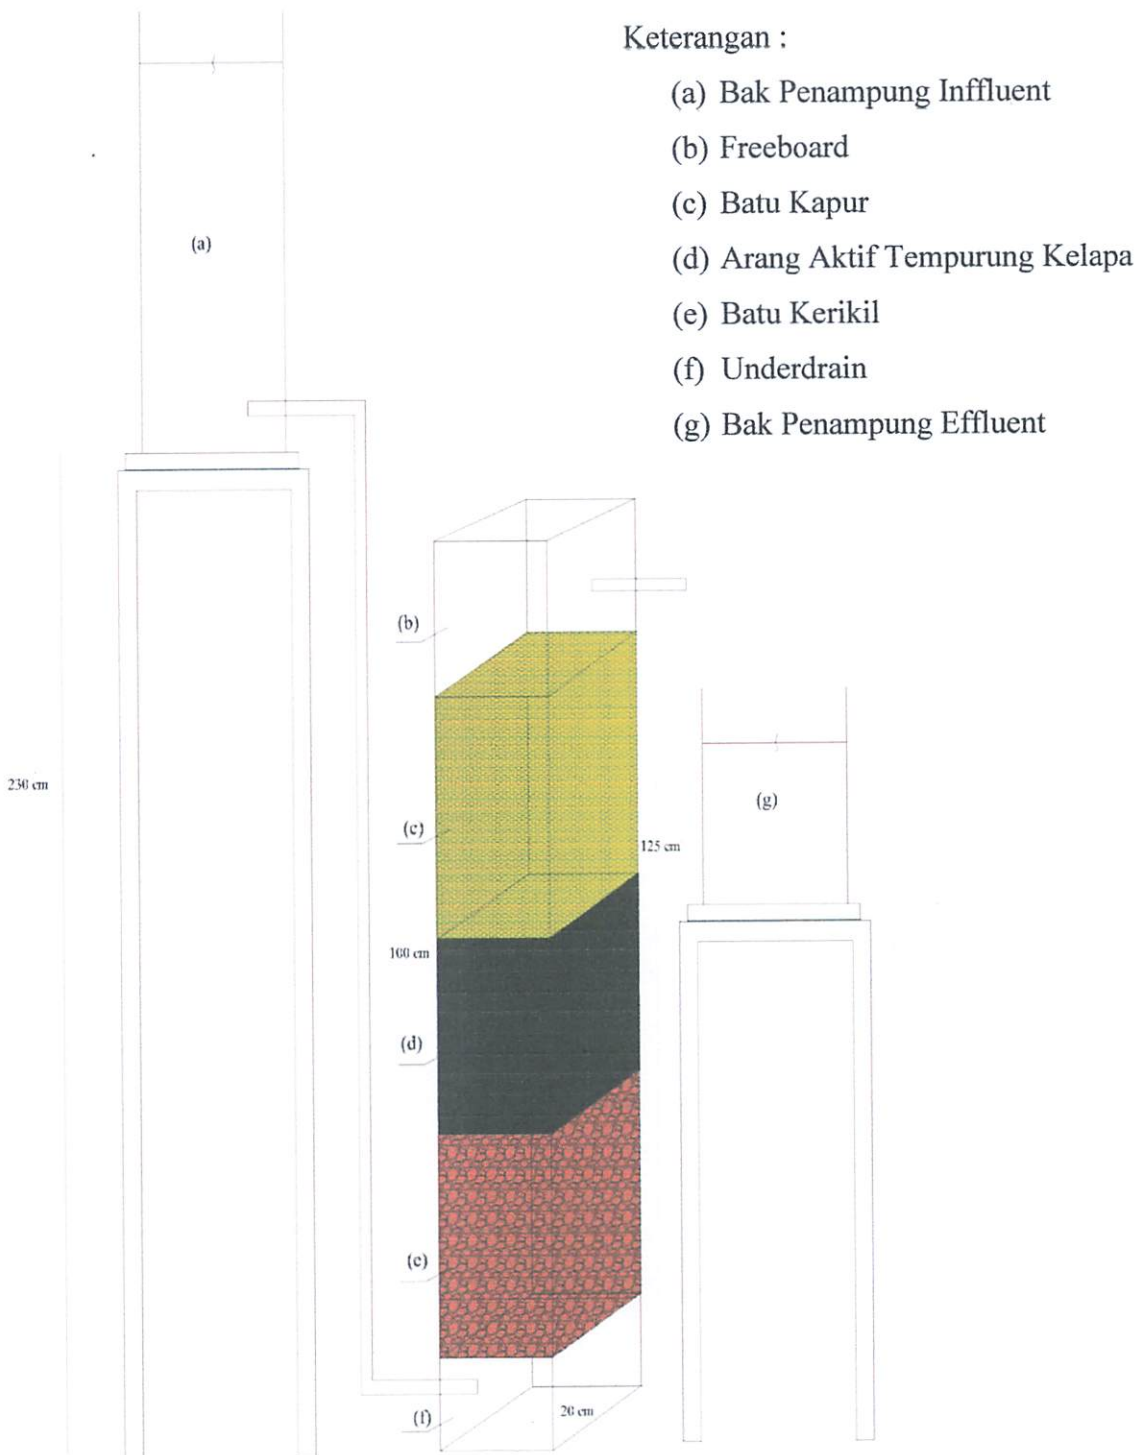 Keterangan :
(a) Bak Penampung Inffluent
(b) Freeboard
(c) Batu Kapur
(d) Arang Aktif Tempurung Kelapa
(e) Batu Kerikil
(f) Underdrain
(g) Bak Penampung Effluent
(a)
(b)
230 cm
(g)
(c)
125 cm
100 cm
(d)
(e)
20 cm
(f)